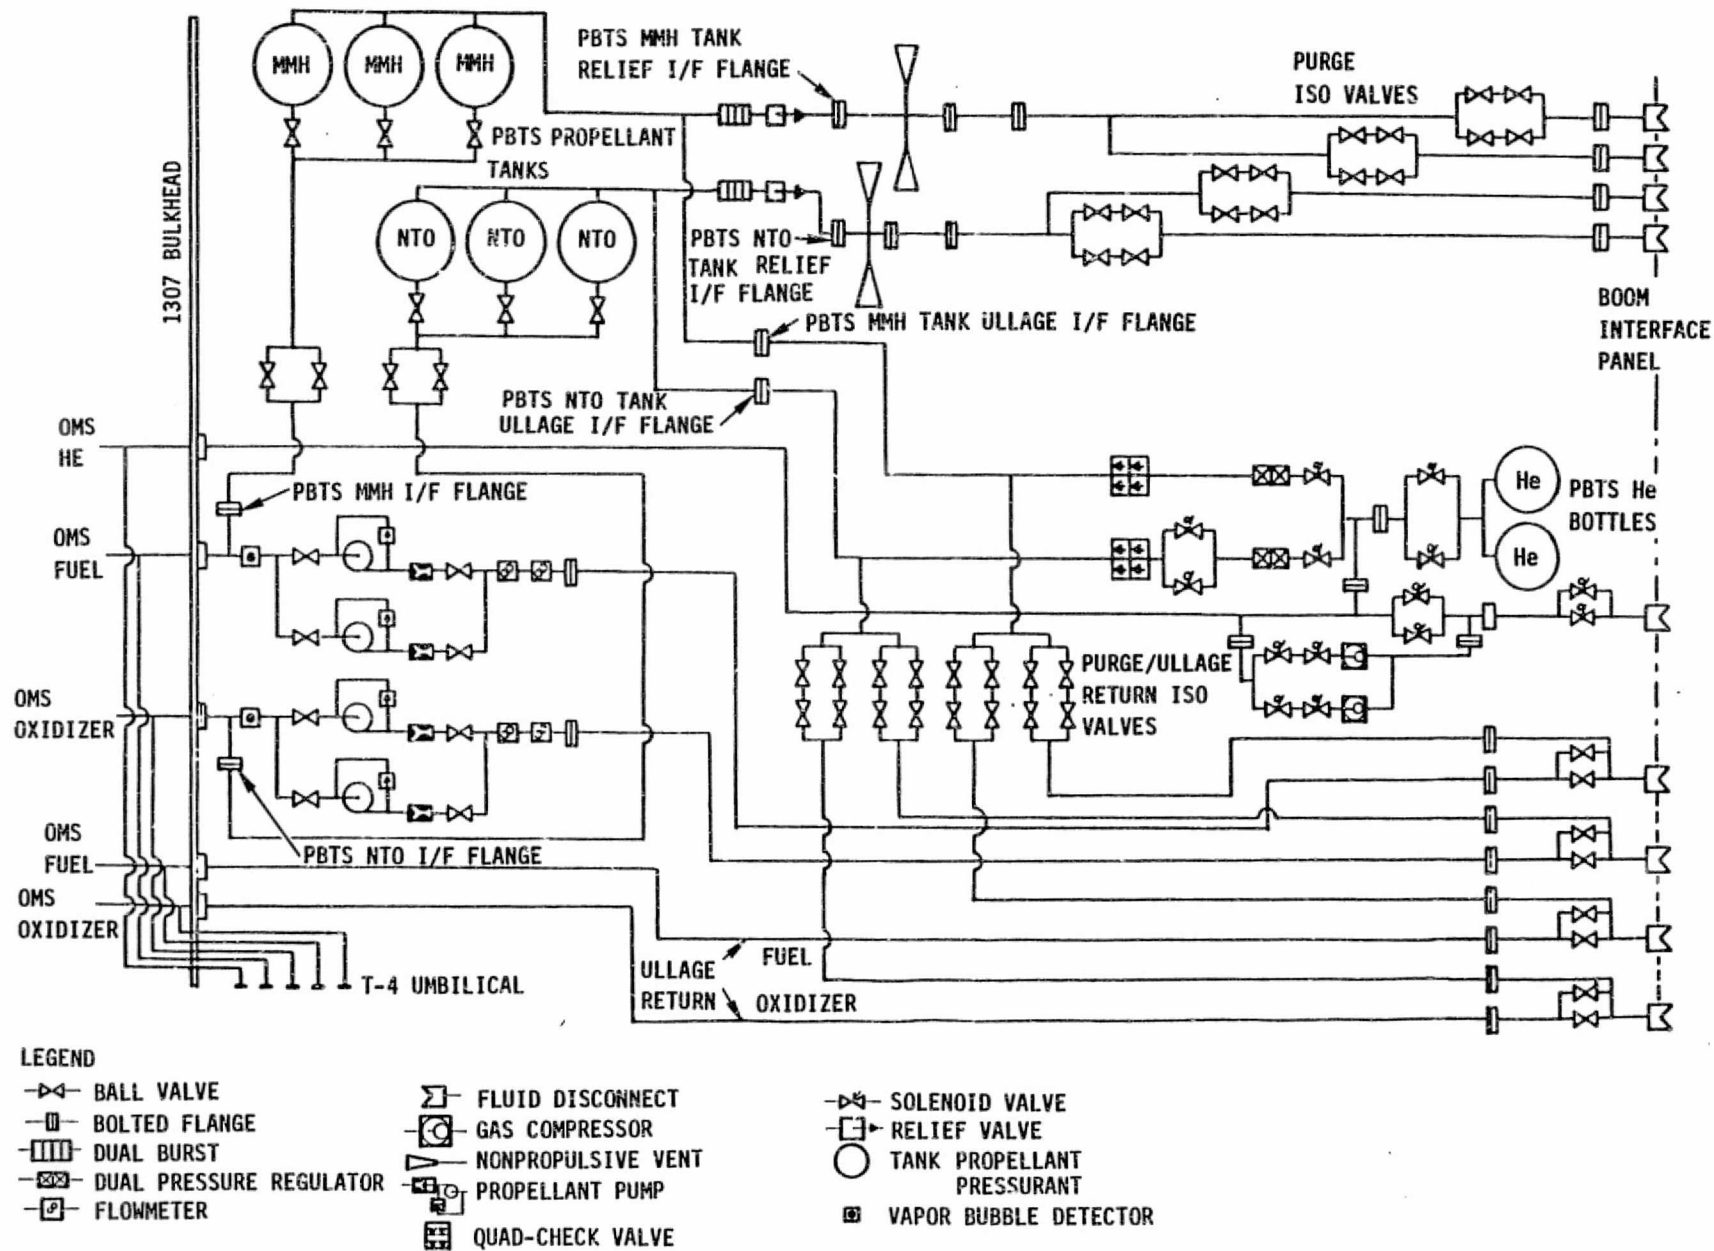 MMH
MMH
MMH
PBTS MMH TANK
RELIEF I/F FLANGE
PURGE
ISO VALVES
PBTS PROPELLANT
TANKS
1307 BULKHEAD
NTO
NTO
NTO
PBTS NTO
TANK RELIEF
I/F FLANGE
PBTS MMH TANK ULLAGE I/F FLANGE
BOOM
INTERFACE
PANEL
PBTS NTO TANK
ULLAGE I/F FLANGE
OMS
HE
PBTS MMH I/F FLANGE
He
He
PBTS He
BOTTLES
OMS
FUEL
PURGE/ULLAGE
RETURN ISO
VALVES
OMS
OXIDIZER
OMS
FUEL
PBTS NTO I/F FLANGE
OMS
OXIDIZER
T-4 UMBILICAL
ULLAGE
RETURN
FUEL
OXIDIZER
LEGEND
BALL VALVE
BOLTED FLANGE
DUAL BURST
DUAL PRESSURE REGULATOR
FLOWMETER
FLUID DISCONNECT
GAS COMPRESSOR
NONPROPULSIVE VENT
PROPELLANT PUMP
QUAD-CHECK VALVE
SOLENOID VALVE
RELIEF VALVE
TANK PROPELLANT
PRESSURANT
VAPOR BUBBLE DETECTOR